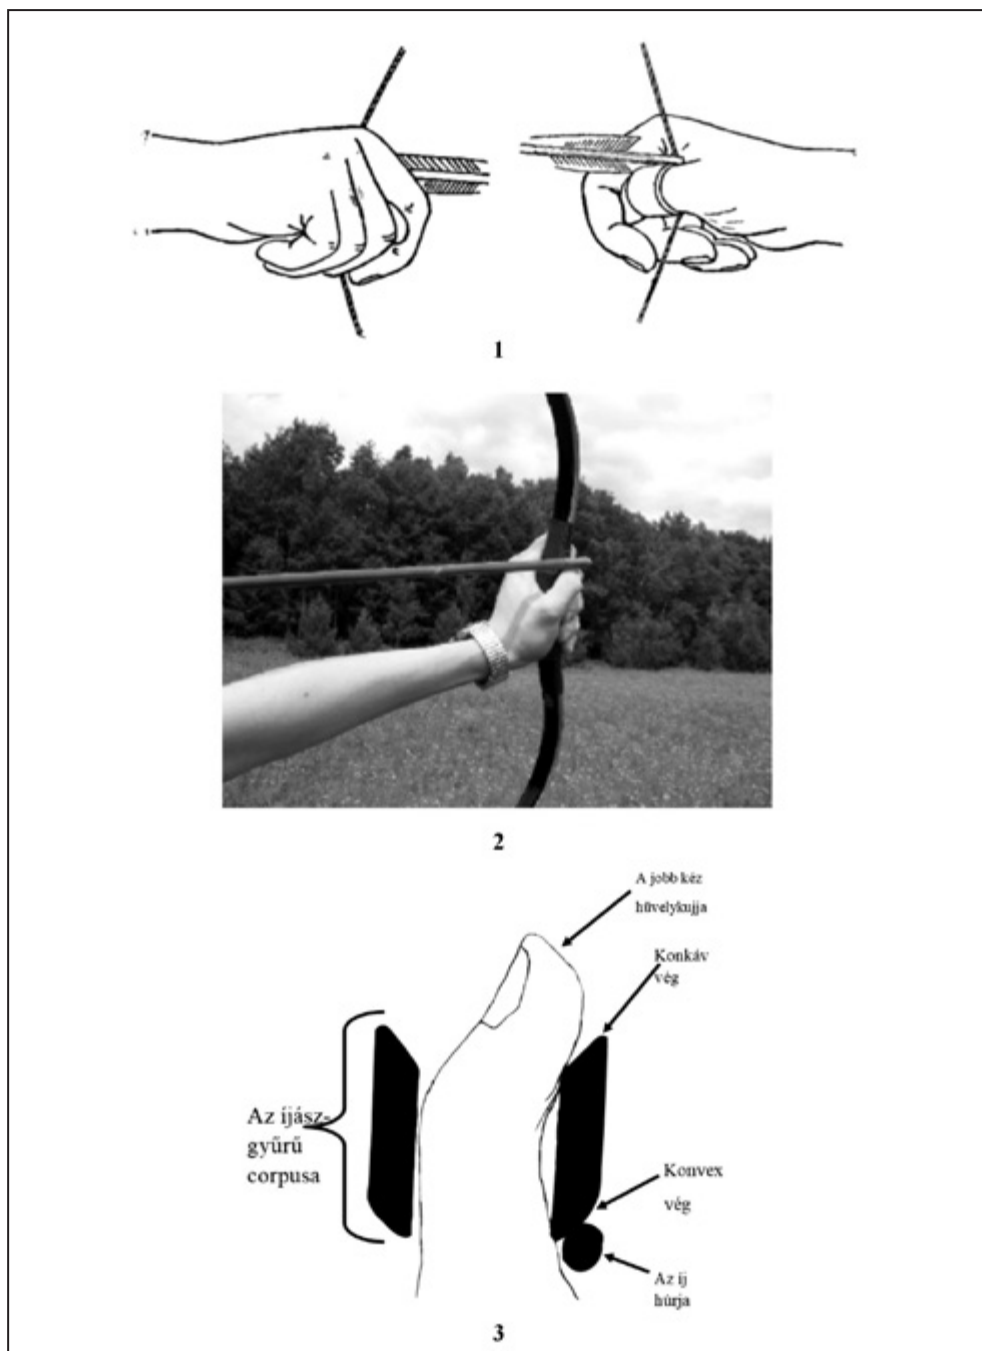 1
2
A jobb kéz
hüvelykujja
Konkáv
vég
Az íjász-
gyűrű
corpusa
Konvex
vég
Az íj
húrja
3